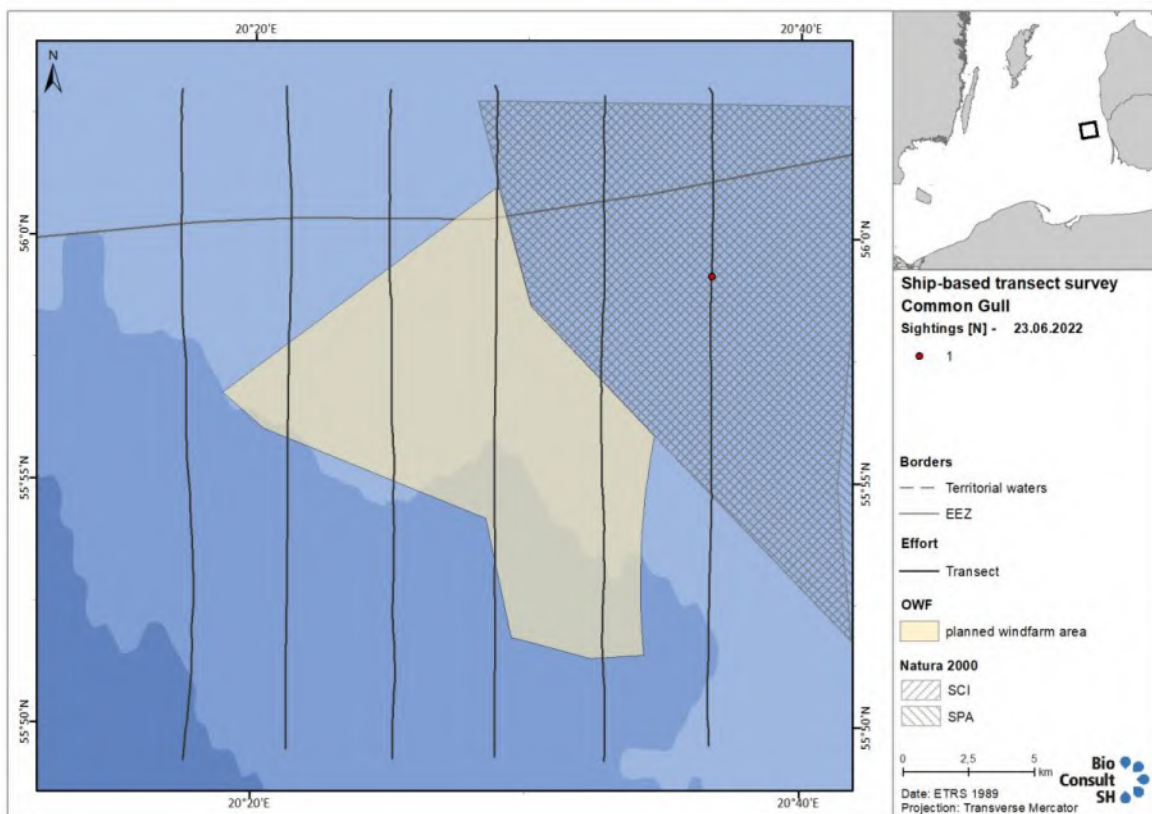 20°20'E
20°40'E
N
56°0'N
56°0'N
55°55'N
55°55'N
55°50'N
55°50'N
20°20'E
20°40'E
Ship-based transect survey
Common Gull
Sightings [N] - 23.06.2022
1
Borders
Territorial waters
EEZ
Effort
Transect
OWF
planned windfarm area
Natura 2000
SCI
SPA
0 2,5 5
km
Date: ETRS 1989
Projection: Transverse Mercator
Bio
Consult
SH